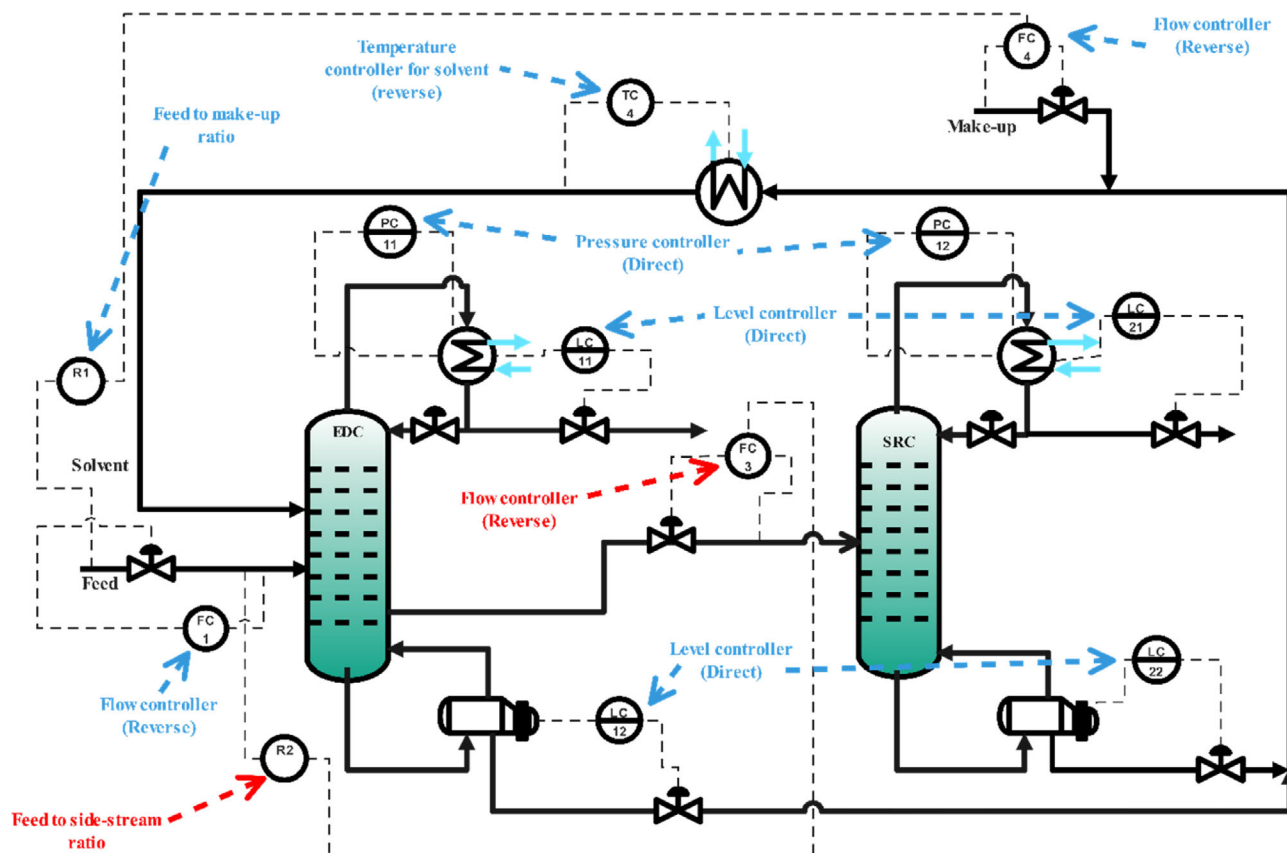 FC
4
Flow controller
(Reverse)
Temperature
controller for solvent
(reverse)
TC
4
Feed to make-up
ratio
Make-up
PC
11
Pressure controller
(Direct)
PC
12
Level controller
(Direct)
LC
11
LC
21
R1
EDC
SRC
Solvent
FC
3
Flow controller
(Reverse)
Feed
FC
1
Level controller
(Direct)
LC
22
Flow controller
(Reverse)
LC
12
R2
Feed to side-stream
ratio